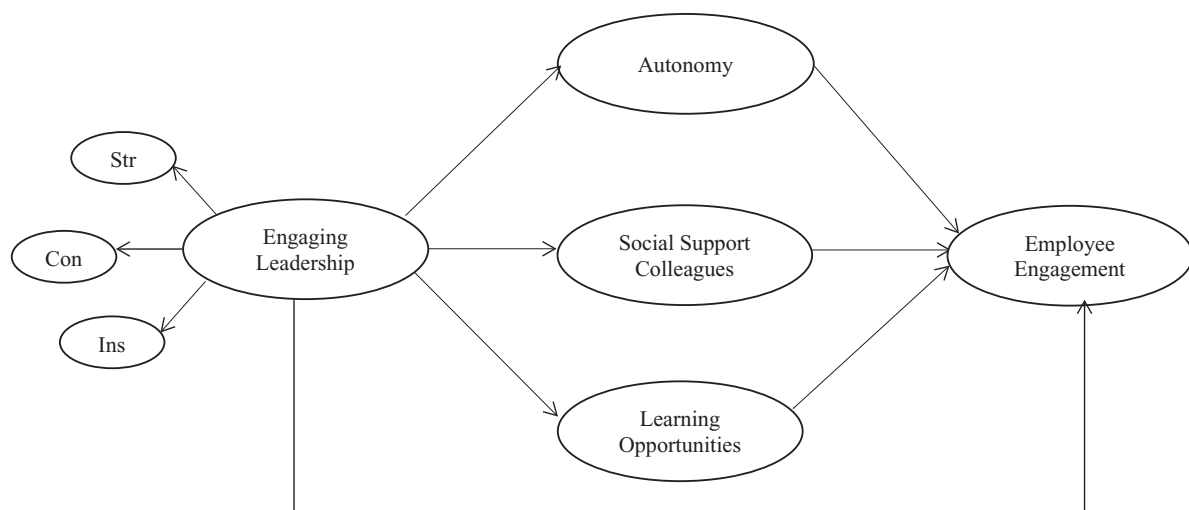 Autonomy
Str
Engaging
Leadership
Con
Ins
Social Support
Colleagues
Employee
Engagement
Learning
Opportunities